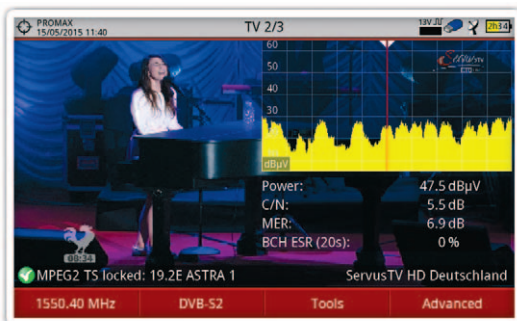 PROMAX
15/05/2015 11:40
TV 2/3
13V
2h34
60
50
40
30
dBµV
Power: 47.5 dBµV
C/N: 5.5 dB
MER: 6.9 dB
BCH ESR (20s): 0 %
00:34
MPEG2 TS locked: 19.2E ASTRA 1
ServusTV HD Deutschland
1550.40 MHz
DVB-S2
Tools
Advanced